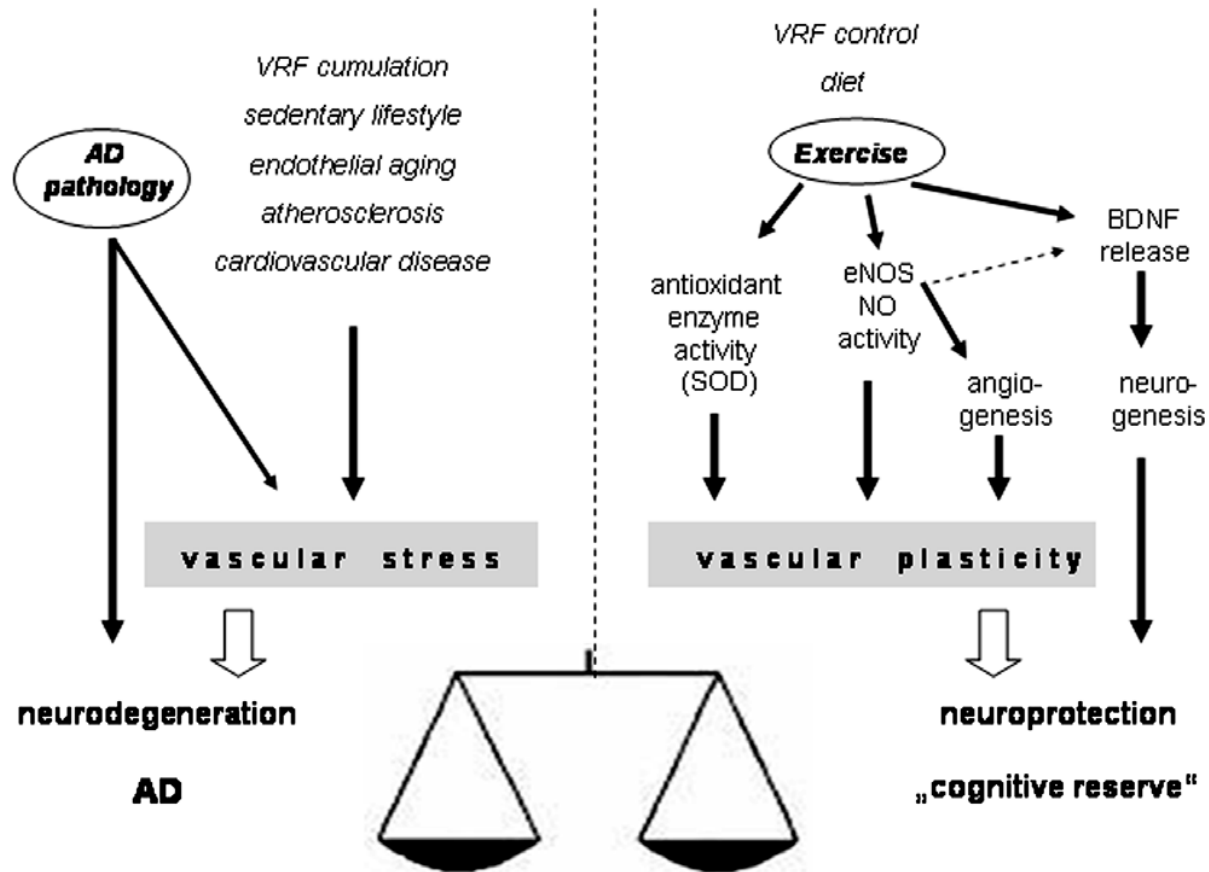 VRF cumulation
sedentary lifestyle
endothelial aging
atherosclerosis
cardiovascular disease
AD
pathology
vascular stress
neurodegeneration
AD
VRF control
diet
Exercise
antioxidant
enzyme
activity
(SOD)
eNOS
NO
activity
BDNF
release
angio-
genesis
neuro-
genesis
vascular plasticity
neuroprotection
„cognitive reserve“